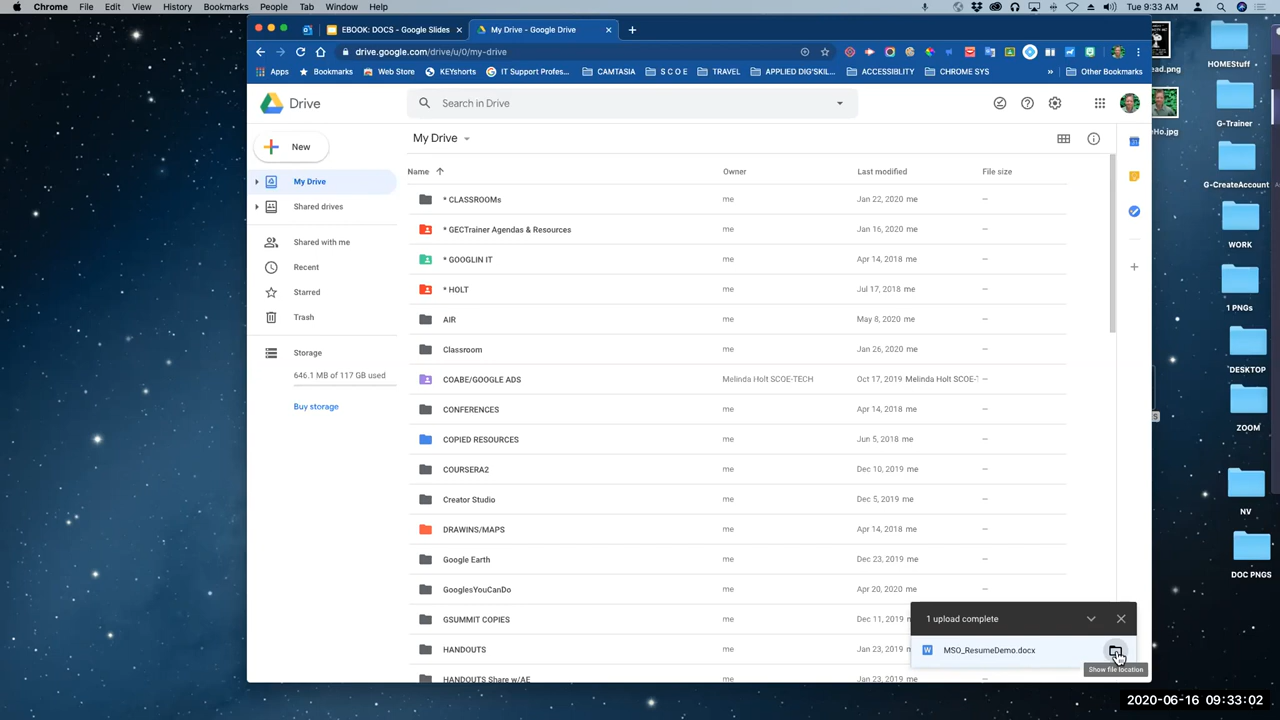 Chrome File Edit View History Bookmarks People Tab Window Help
Tue 9:33 AM
EBOOK: DOCS - Google Slides
My Drive - Google Drive
drive.google.com/drive/u/0/my-drive
Apps Bookmarks Web Store KEYshorts IT Support Profes... CAMTASIA S C O E TRAVEL APPLIED DIG'SKIL... ACCESSIBLITY CHROME SYS » Other Bookmarks
Drive
Search in Drive
New
My Drive
Shared drives
Shared with me
Recent
Starred
Trash
Storage
646.1 MB of 117 GB used
Buy storage
My Drive
Name Owner Last modified File size
* CLASSROOMs me Jan 22, 2020 me –
* GECTrainer Agendas & Resources me Jan 16, 2020 me –
* GOOGLIN IT me Apr 14, 2018 me –
* HOLT me Jul 17, 2018 me –
AIR me May 8, 2020 me –
Classroom me Jan 26, 2020 me –
COABE/GOOGLE ADS Melinda Holt SCOE-TECH Oct 17, 2019 Melinda Holt SCOE-T –
CONFERENCES me Apr 14, 2018 me –
COPIED RESOURCES me Jun 5, 2018 me –
COURSERA2 me Dec 10, 2019 me –
Creator Studio me Dec 5, 2019 me –
DRAWINS/MAPS me Apr 14, 2018 me –
Google Earth me Dec 23, 2019 me –
GooglesYouCanDo me Apr 20, 2020 me –
GSUMMIT COPIES me Dec 11, 2019
HANDOUTS me Jan 23, 2019
HANDOUTS Share w/AE me Jan 23, 2019
1 upload complete
MSO_ResumeDemo.docx
Show file location
ead.png
eHo.jpg
HOMEStuff
G-Trainer
G-CreateAccount
WORK
1 PNGs
DESKTOP
ZOOM
NV
DOC PNGS
2020-06-16 09:33:02